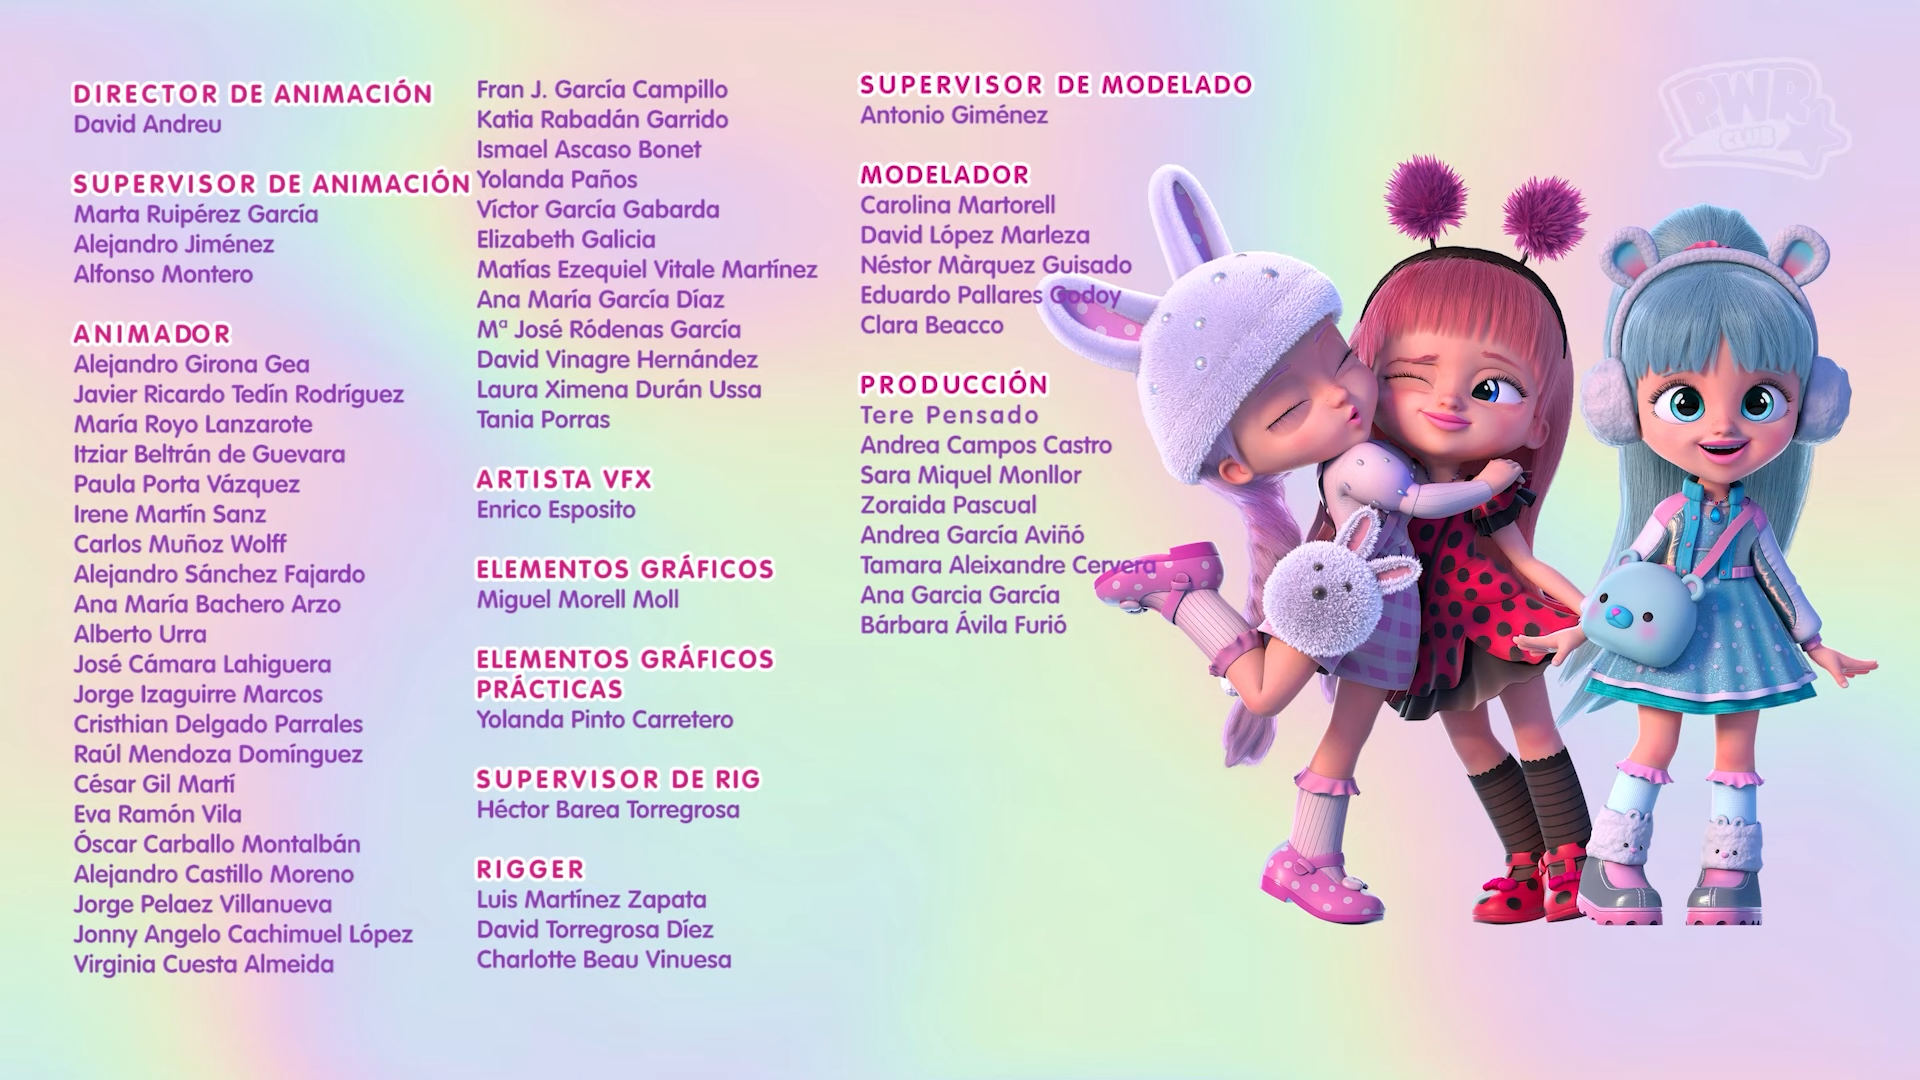 DIRECTOR DE ANIMACIÓN
David Andreu
SUPERVISOR DE ANIMACIÓN
Marta Ruipérez García
Alejandro Jiménez
Alfonso Montero
ANIMADOR
Alejandro Girona Gea
Javier Ricardo Tedín Rodríguez
María Royo Lanzarote
Itziar Beltrán de Guevara
Paula Porta Vázquez
Irene Martín Sanz
Carlos Muñoz Wolff
Alejandro Sánchez Fajardo
Ana María Bachero Arzo
Alberto Urra
José Cámara Lahiguera
Jorge Izaguirre Marcos
Cristhian Delgado Parrales
Raúl Mendoza Domínguez
César Gil Martí
Eva Ramón Vila
Óscar Carballo Montalbán
Alejandro Castillo Moreno
Jorge Pelaez Villanueva
Jonny Angelo Cachimuel López
Virginia Cuesta Almeida
Fran J. García Campillo
Katia Rabadán Garrido
Ismael Ascaso Bonet
Yolanda Paños
Víctor García Gabarda
Elizabeth Galicia
Matías Ezequiel Vitale Martínez
Ana María García Díaz
Mª José Ródenas García
David Vinagre Hernández
Laura Ximena Durán Ussa
Tania Porras
ARTISTA VFX
Enrico Esposito
ELEMENTOS GRÁFICOS
Miguel Morell Moll
ELEMENTOS GRÁFICOS
PRÁCTICAS
Yolanda Pinto Carretero
SUPERVISOR DE RIG
Héctor Barea Torregrosa
RIGGER
Luis Martínez Zapata
David Torregrosa Díez
Charlotte Beau Vinuesa
SUPERVISOR DE MODELADO
Antonio Giménez
MODELADOR
Carolina Martorell
David López Marleza
Néstor Màrquez Guisado
Eduardo Pallares Godoy
Clara Beacco
PRODUCCIÓN
Tere Pensado
Andrea Campos Castro
Sara Miquel Monllor
Zoraida Pascual
Andrea García Aviñó
Tamara Aleixandre Cervera
Ana Garcia García
Bárbara Ávila Furió
PWR
CLUB